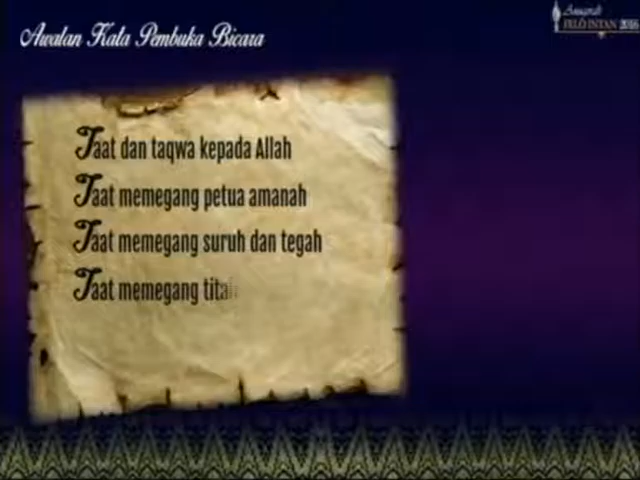 Awalan Kata Pembuka Bicara
Anugerah
FELO INTAN 2016
Taat dan taqwa kepada Allah
Taat memegang petua amanah
Taat memegang suruh dan tegah
Taat memegang tita